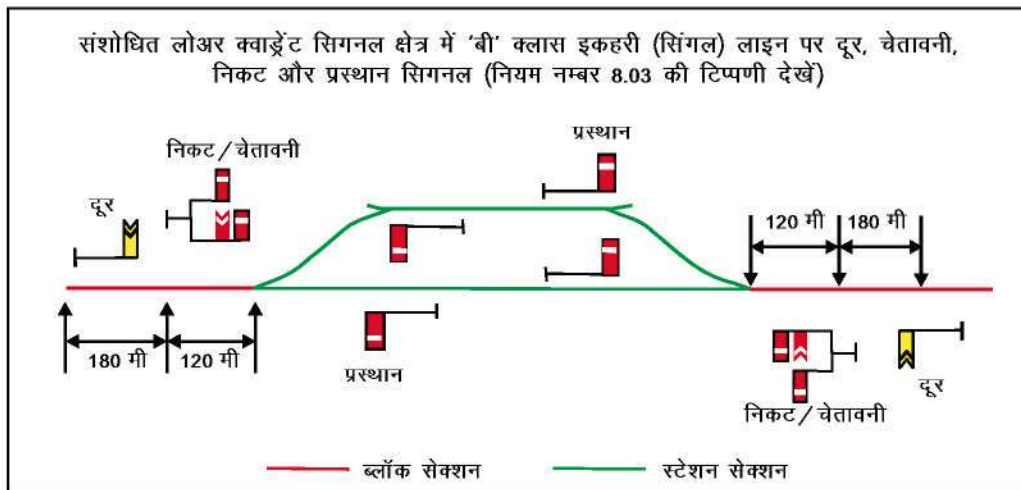 संशोधित लोअर क्वाड्रेंट सिगनल क्षेत्र में 'बी' क्लास इकहरी (सिंगल) लाइन पर दूर, चेतावनी,
निकट और प्रस्थान सिगनल (नियम नम्बर 8.03 की टिप्पणी देखें)
प्रस्थान
निकट/चेतावनी
दूर
120 मी 180 मी
180 मी 120 मी
प्रस्थान
निकट/चेतावनी
दूर
ब्लॉक सेक्शन स्टेशन सेक्शन